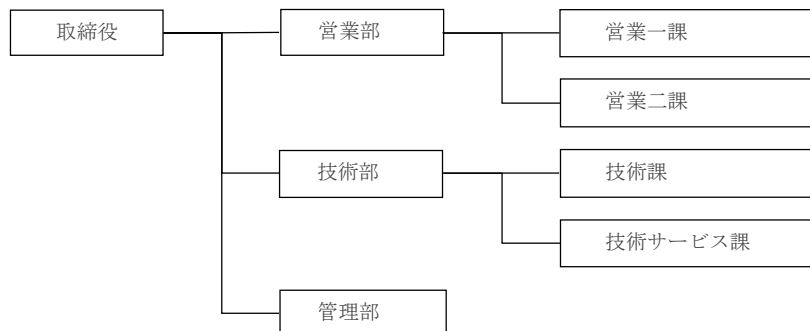 取締役
営業部
営業一課
営業二課
技術部
技術課
技術サービス課
管理部